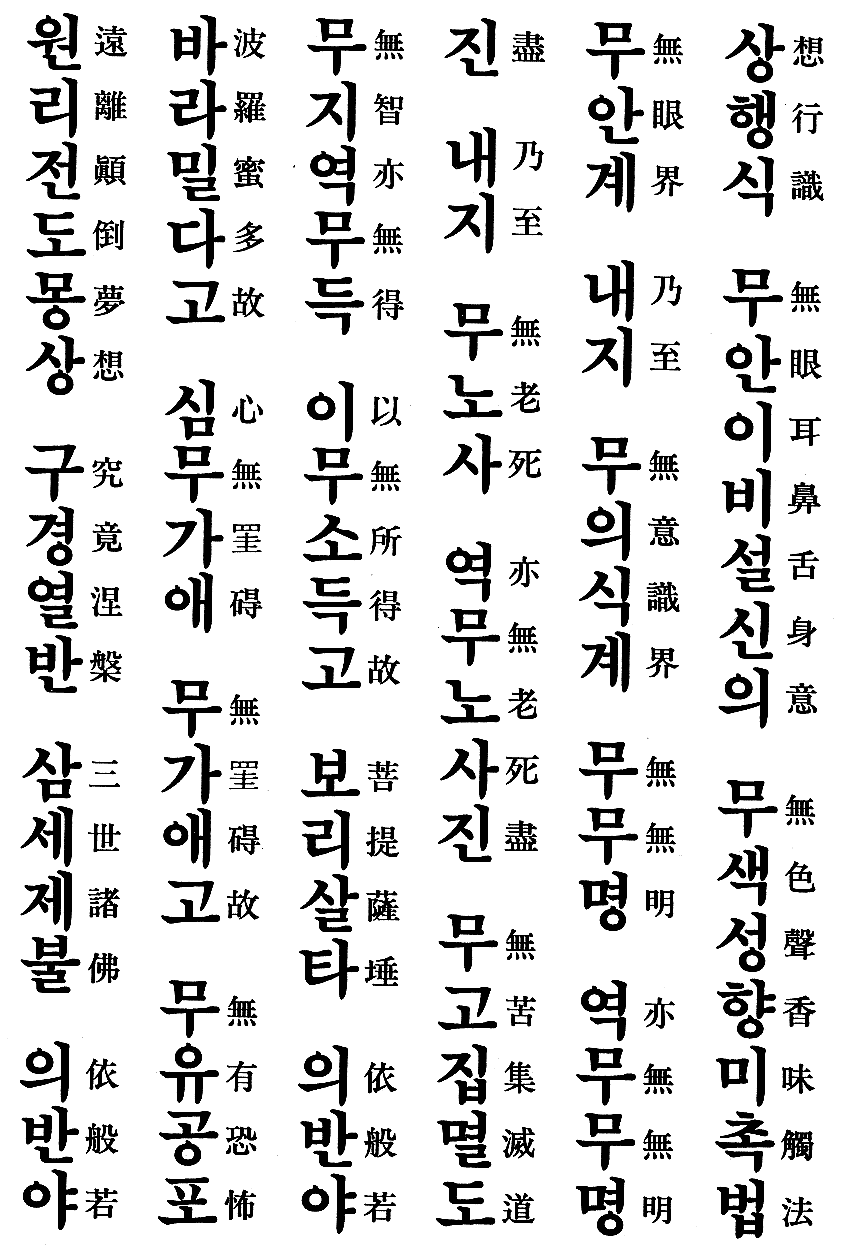 상행식 무안이비설신의 무색성향미촉법
想行識 無眼耳鼻舌身意 無色聲香味觸法
무안계 내지 무의식계 무무명 역무무명
無眼界 乃至 無意識界 無無明 亦無無明
진 내지 무노사 역무노사진 무고집멸도
盡 乃至 無老死 亦無老死盡 無苦集滅道
무지역무득 이무소득고 보리살타 의반야
無智亦無得 以無所得故 菩提薩埵 依般若
바라밀다고 심무가애 무가애고 무유공포
波羅蜜多故 心無罣碍 無罣碍故 無有恐怖
원리전도몽상 구경열반 삼세제불 의반야
遠離顚倒夢想 究竟涅槃 三世諸佛 依般若